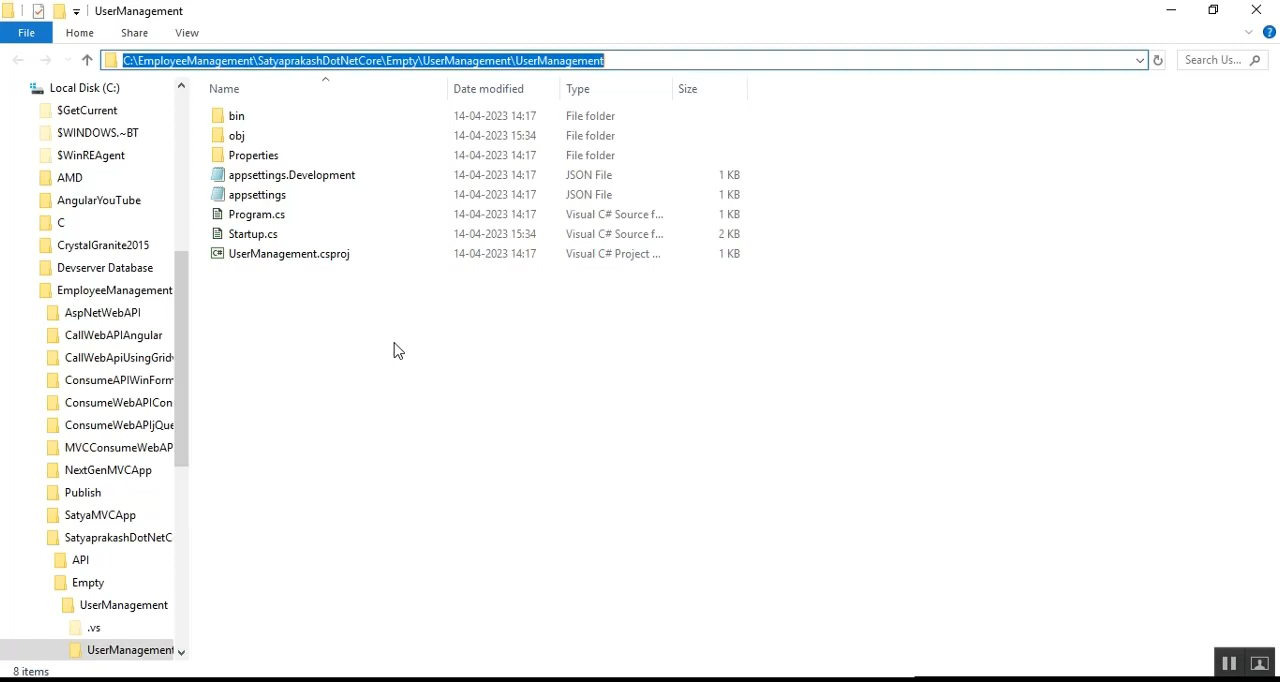 UserManagement
File Home Share View
C:\EmployeeManagement\SatyaprakashDotNetCore\Empty\UserManagement\UserManagement
Search Us...
Name Date modified Type Size
bin 14-04-2023 14:17 File folder
obj 14-04-2023 15:34 File folder
Properties 14-04-2023 14:17 File folder
appsettings.Development 14-04-2023 14:17 JSON File 1 KB
appsettings 14-04-2023 14:17 JSON File 1 KB
Program.cs 14-04-2023 14:17 Visual C# Source f... 1 KB
Startup.cs 14-04-2023 15:34 Visual C# Source f... 2 KB
UserManagement.csproj 14-04-2023 14:17 Visual C# Project ... 1 KB
Local Disk (C:)
$GetCurrent
$WINDOWS.~BT
$WinREAgent
AMD
AngularYouTube
C
CrystalGranite2015
Devserver Database
EmployeeManagement
AspNetWebAPI
CallWebAPIAngular
CallWebApiUsingGridv
ConsumeAPIWinForm
ConsumeWebAPICon
ConsumeWebAPIjQue
MVCConsumeWebAP
NextGenMVCApp
Publish
SatyaMVCApp
SatyaprakashDotNetC
API
Empty
UserManagement
.vs
UserManagement
8 items